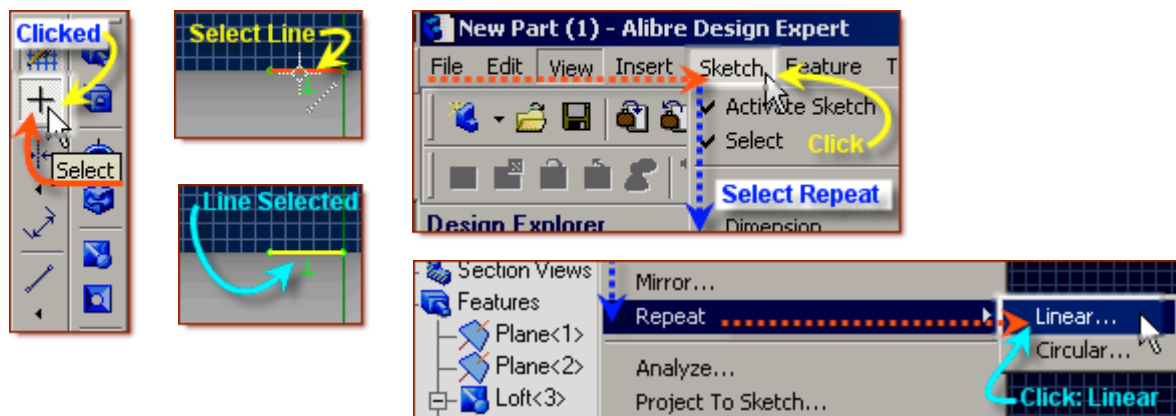 Clicked
Select
Select Line
Line Selected
New Part (1) - Alibre Design Expert
File Edit View Insert Sketch Feature T
Activate Sketch
Select
Click
Select Repeat
Design Explorer
Dimension
Section Views
Features
Plane<1>
Plane<2>
Loft<3>
Mirror...
Repeat
Analyze...
Project To Sketch...
Linear...
Circular...
Click: Linear